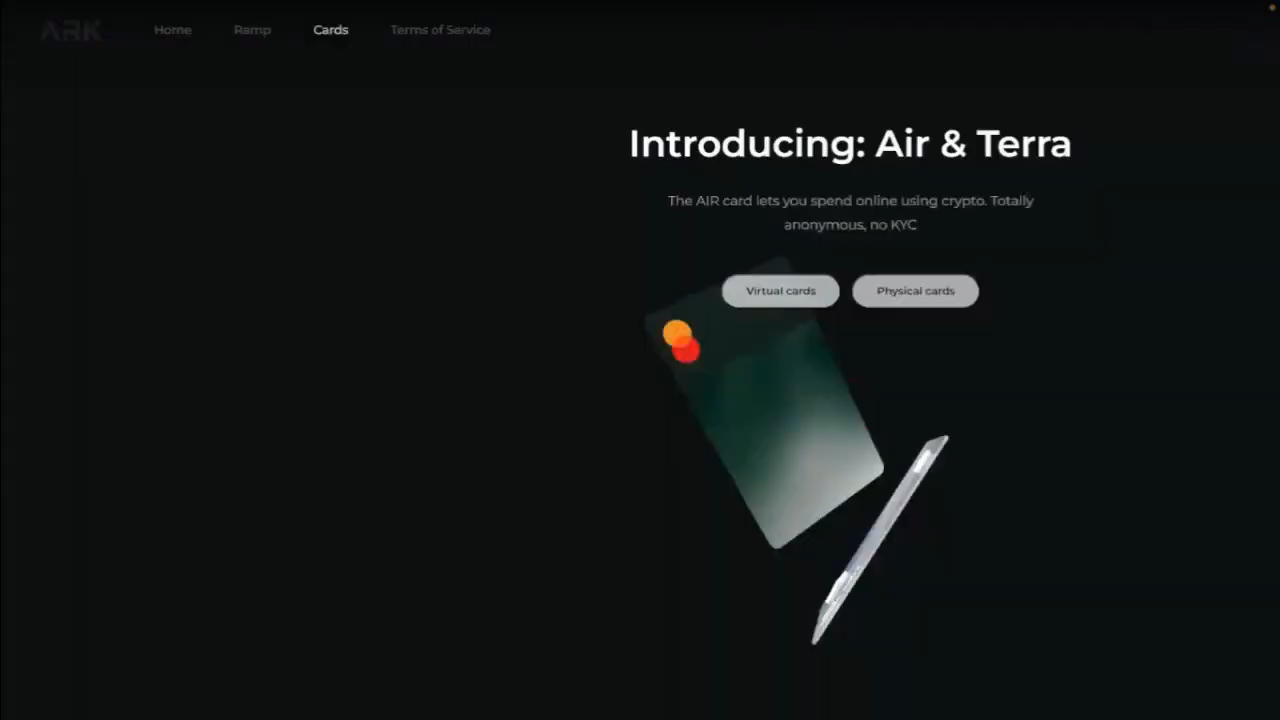 ARK
Home Ramp Cards Terms of Service
Introducing: Air & Terra
The AIR card lets you spend online using crypto. Totally
anonymous, no KYC
Virtual cards Physical cards